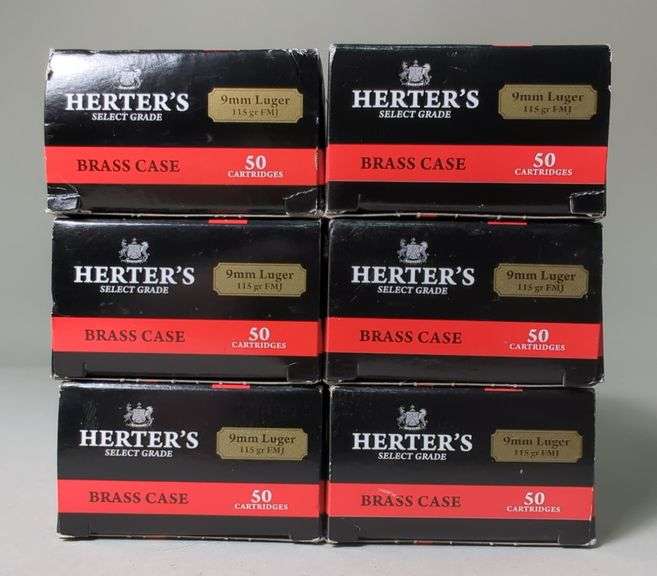 HERTER'S
SELECT GRADE
9mm Luger
115 gr FMJ
BRASS CASE
50
CARTRIDGES
HERTER'S
SELECT GRADE
9mm Luger
115 gr FMJ
BRASS CASE
50
CARTRIDGES
HERTER'S
SELECT GRADE
9mm Luger
115 gr FMJ
BRASS CASE
50
CARTRIDGES
HERTER'S
SELECT GRADE
9mm Luger
115 gr FMJ
BRASS CASE
50
CARTRIDGES
HERTER'S
SELECT GRADE
9mm Luger
115 gr FMJ
BRASS CASE
50
CARTRIDGES
HERTER'S
SELECT GRADE
9mm Luger
115 gr FMJ
BRASS CASE
50
CARTRIDGES